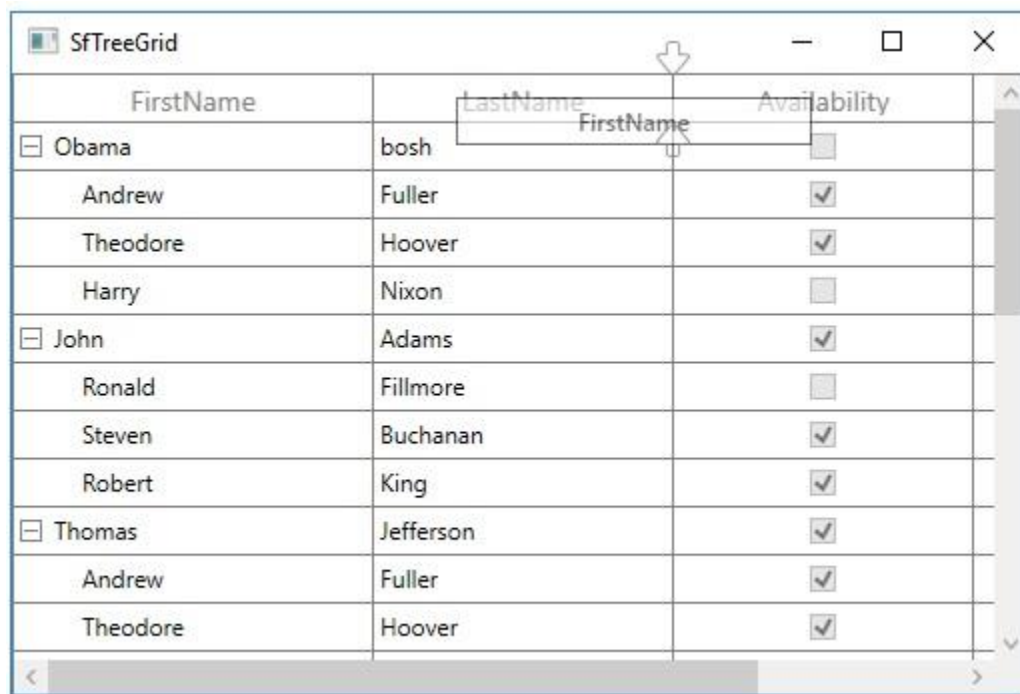 SfTreeGrid
FirstName LastName Availability
FirstName
Obama bosh
Andrew Fuller
Theodore Hoover
Harry Nixon
John Adams
Ronald Fillmore
Steven Buchanan
Robert King
Thomas Jefferson
Andrew Fuller
Theodore Hoover